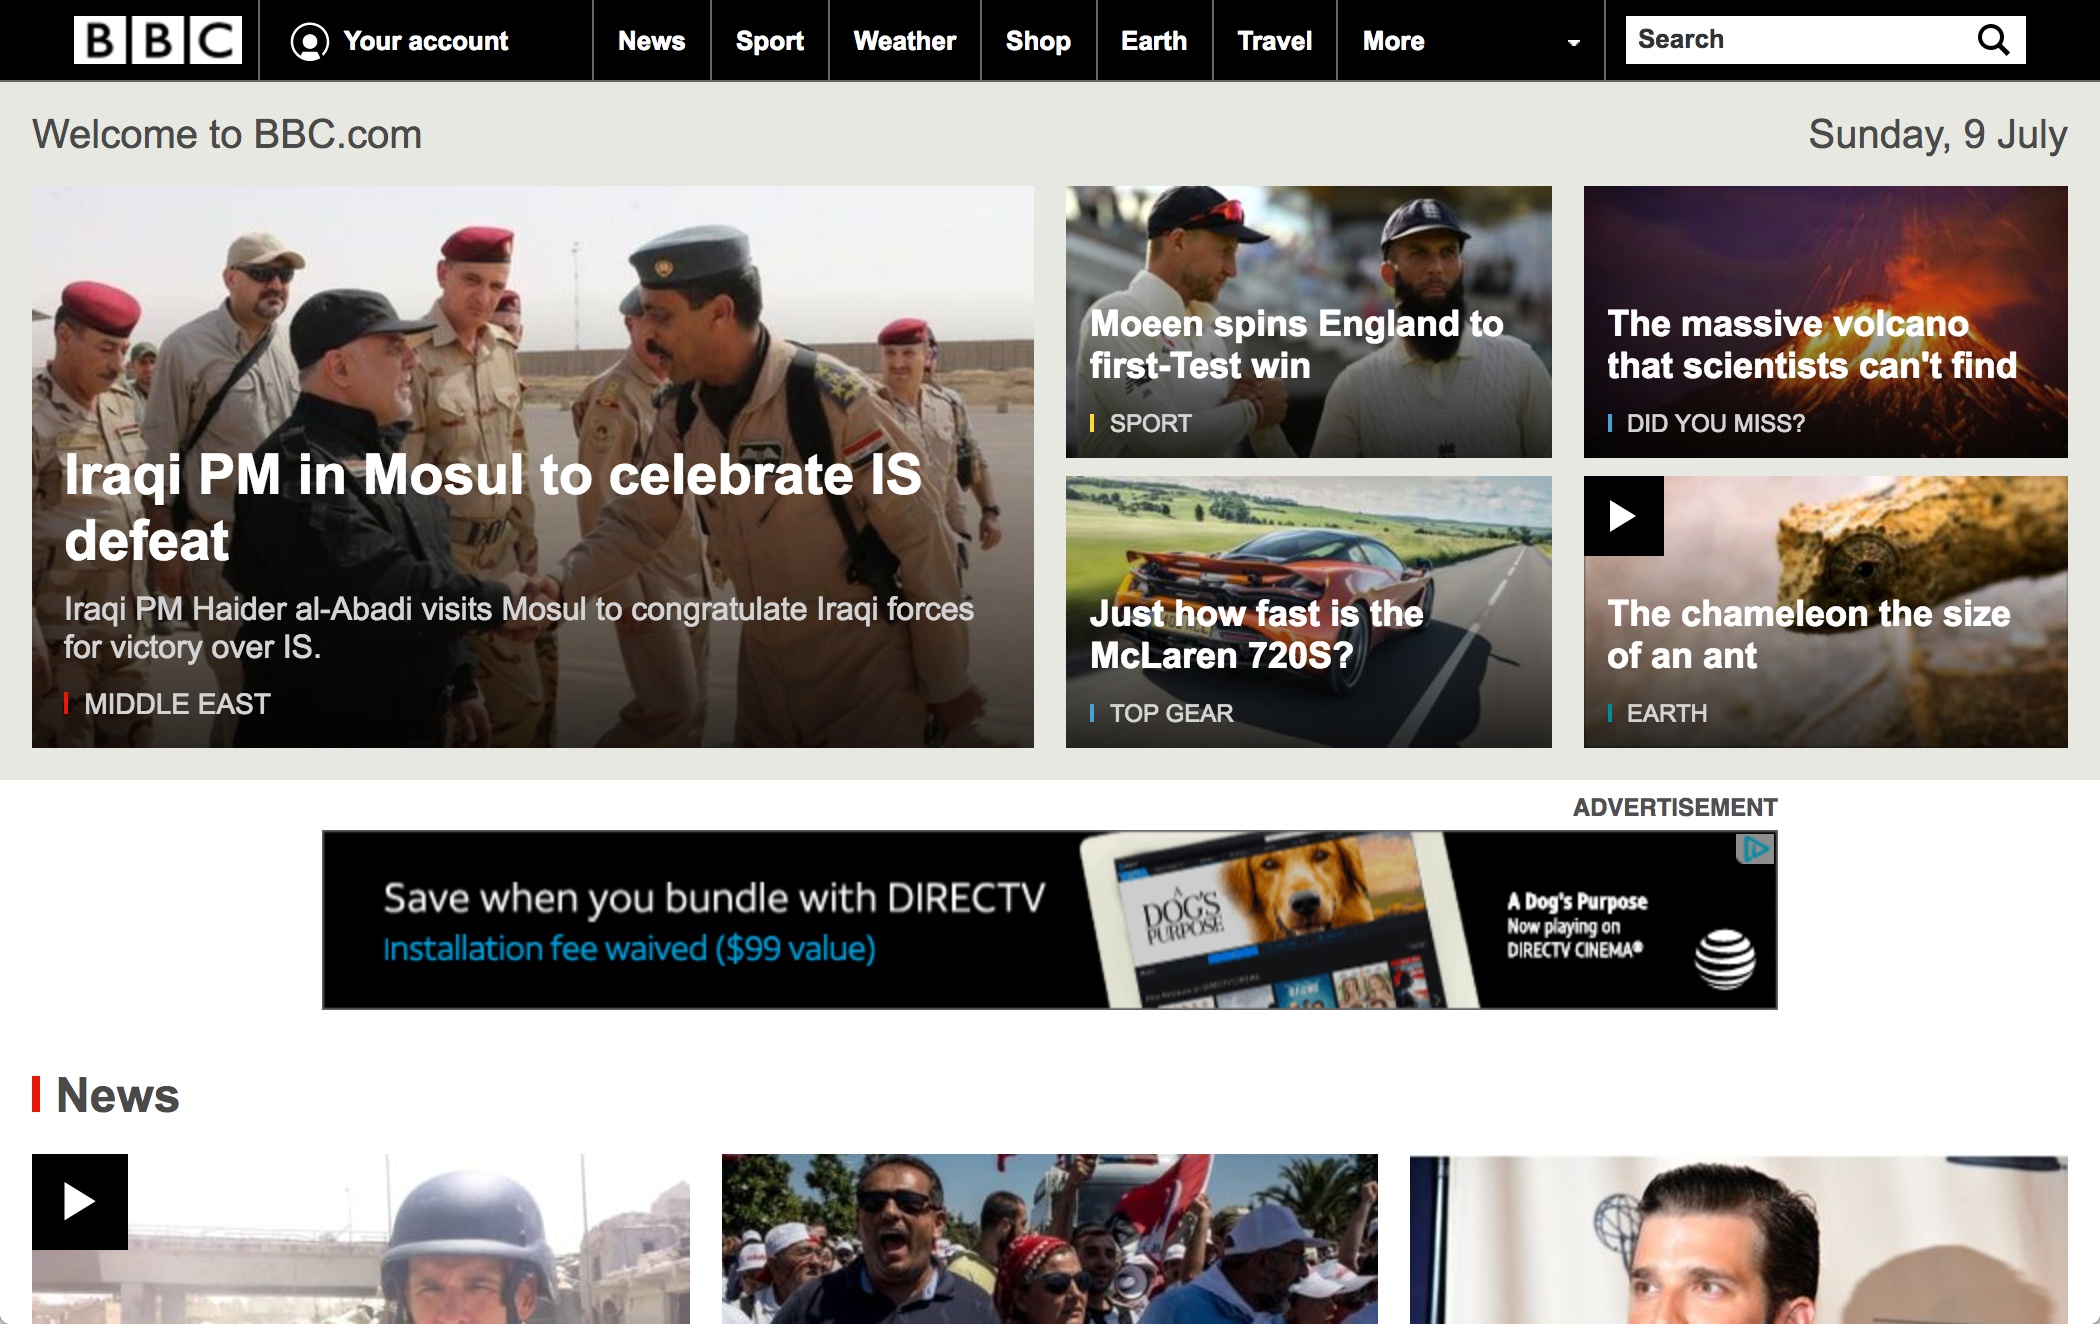 BBC
Your account
News
Sport
Weather
Shop
Earth
Travel
More
Search
Welcome to BBC.com
Sunday, 9 July
Iraqi PM in Mosul to celebrate IS
defeat
Iraqi PM Haider al-Abadi visits Mosul to congratulate Iraqi forces
for victory over IS.
MIDDLE EAST
Moeen spins England to
first-Test win
SPORT
The massive volcano
that scientists can't find
DID YOU MISS?
Just how fast is the
McLaren 720S?
TOP GEAR
The chameleon the size
of an ant
EARTH
ADVERTISEMENT
Save when you bundle with DIRECTV
Installation fee waived ($99 value)
A
DOG'S
PURPOSE
A Dog's Purpose
Now playing on
DIRECTV CINEMA®
News